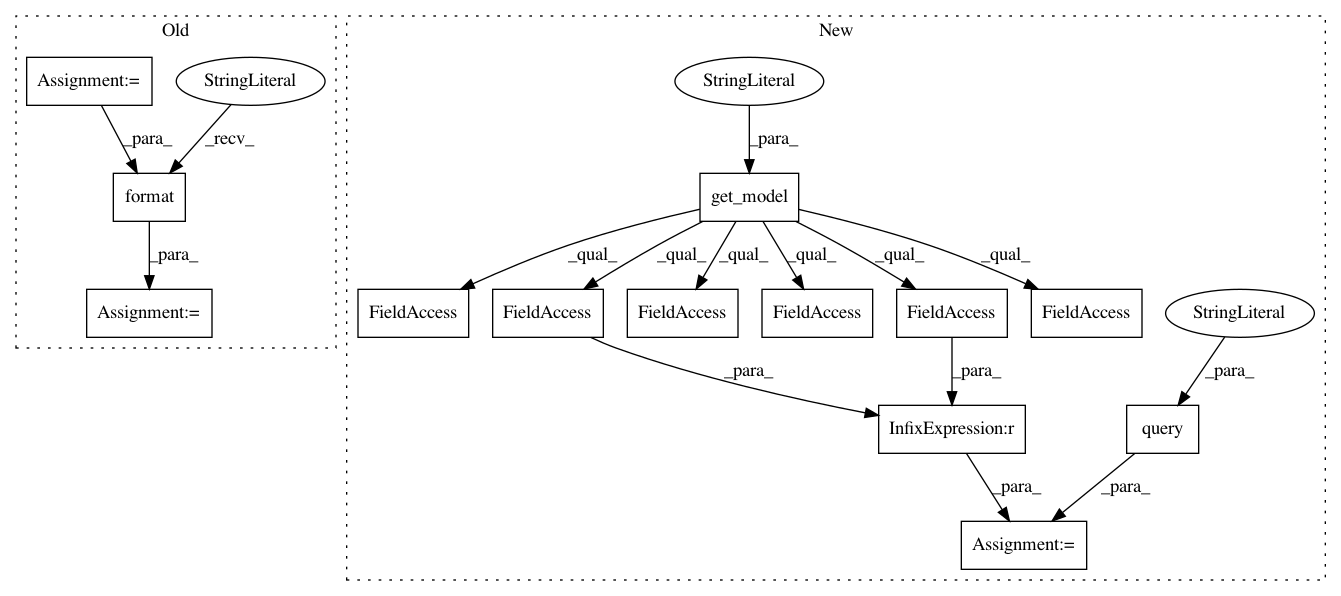 Old
New
Assignment:=
StringLiteral
StringLiteral
_para_
_recv_
_para_
format
get_model
_para_
_qual_
_qual_
_qual_
_qual_
_qual_
_qual_
Assignment:=
FieldAccess
FieldAccess
FieldAccess
FieldAccess
FieldAccess
FieldAccess
StringLiteral
_para_
_para_
_para_
InfixExpression:r
query
_para_
_para_
Assignment:=